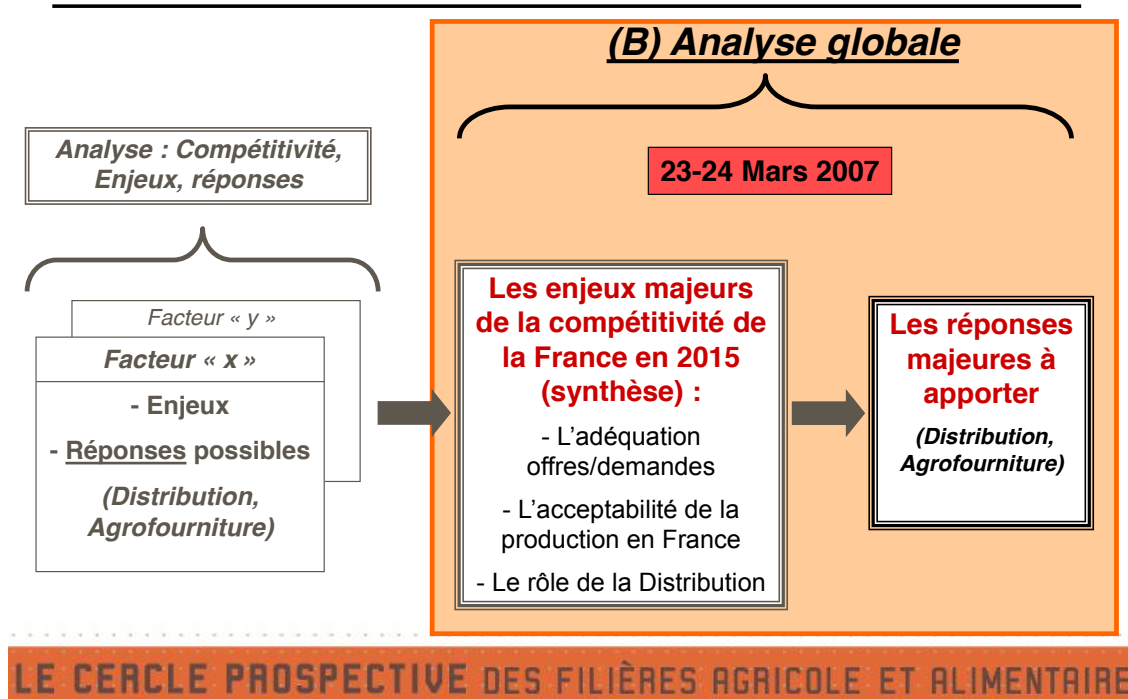 (B) Analyse globale
Analyse : Compétitivité,
Enjeux, réponses
23-24 Mars 2007
Facteur « y »
Facteur « x »
- Enjeux
- Réponses possibles
(Distribution,
Agrofourniture)
Les enjeux majeurs
de la compétitivité de
la France en 2015
(synthèse) :
- L’adéquation
offres/demandes
- L’acceptabilité de la
production en France
- Le rôle de la Distribution
Les réponses
majeures à
apporter
(Distribution,
Agrofourniture)
LE CERCLE PROSPECTIVE DES FILIÈRES AGRICOLE ET ALIMENTAIRE